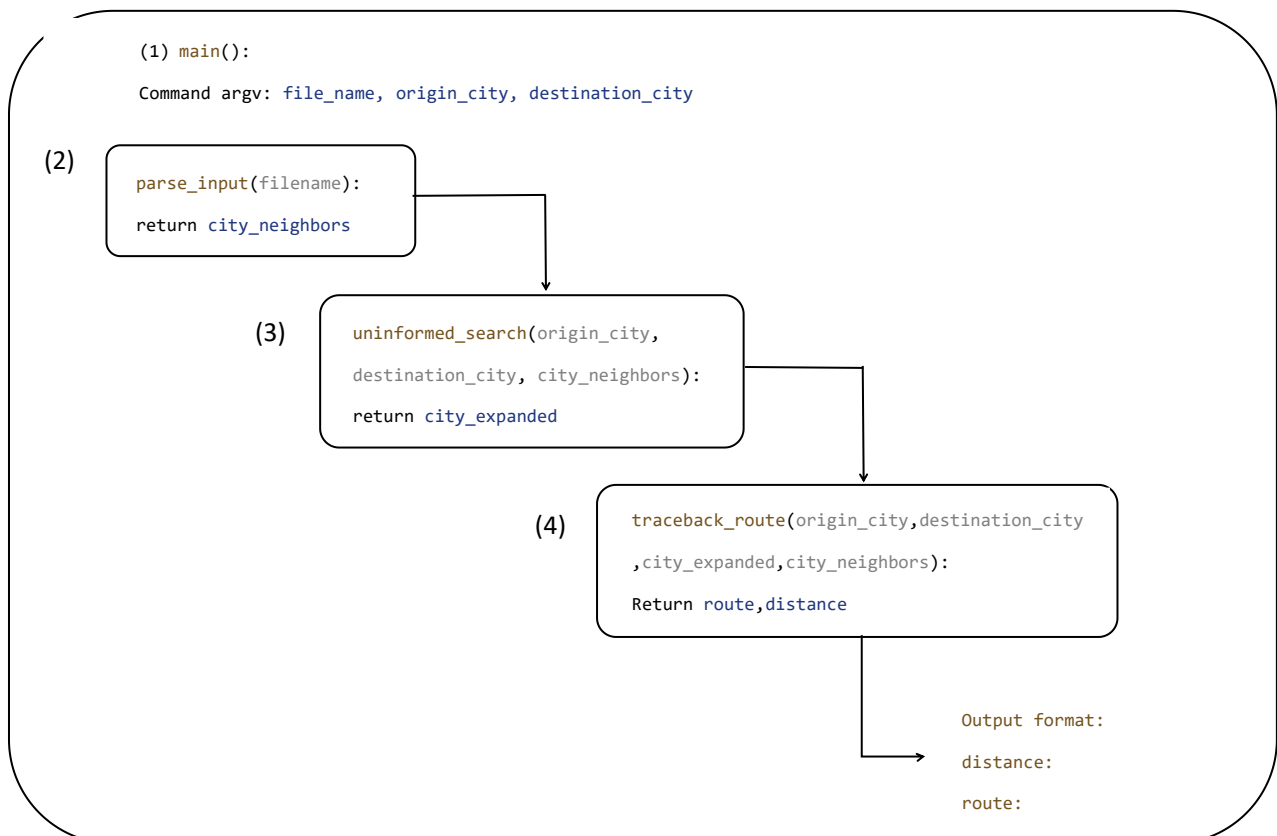 (1) main():
Command argv: file_name, origin_city, destination_city
(2)
parse_input(filename):
return city_neighbors
(3)
uninformed_search(origin_city,
destination_city, city_neighbors):
return city_expanded
(4)
traceback_route(origin_city,destination_city
,city_expanded,city_neighbors):
Return route,distance
Output format:
distance:
route: